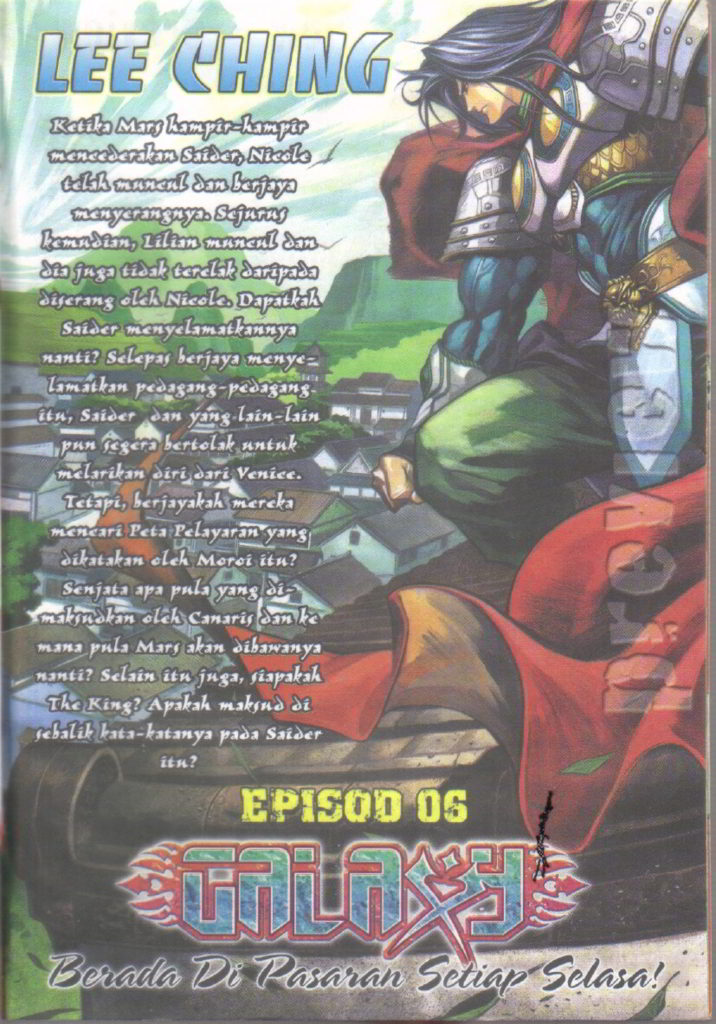 LEE CHING
Ketika Mars hampir-hampir
mencederakan Saider, Nicole
telah muncul dan berjaya
menyerangnya. Sejurus
kemudian, Lilian muncul dan
dia juga tidak terelak daripada
diserang oleh Nicole. Dapatkah
Saider menyelamatkannya
nanti? Selepas berjaya menye-
lamatkan pedagang-pedagang
itu, Saider dan yang lain-lain
pun segera bertolak untuk
melarikan diri dari Venice.
Tetapi, berjayakah mereka
mencari Peta Pelayaran yang
dikatakan oleh Moroi itu?
Senjata apa pula yang di-
maksudkan oleh Canaris dan ke
mana pula Mars akan dibawanya
nanti? Selain itu juga, siapakah
The King? Apakah maksud di
sebalik kata-katanya pada Saider
itu?
preview
EPISOD 06
GALAXY
Berada Di Pasaran Setiap Selasa!